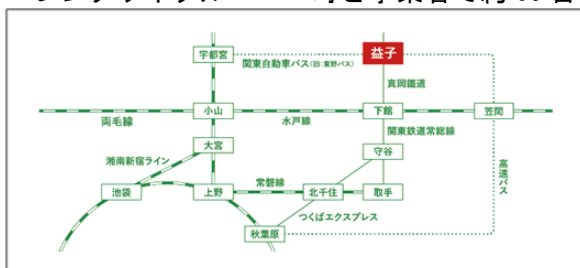 宇都宮
関東自動車バス(旧:東野バス)
益子
真岡鐵道
両毛線
小山
水戸線
下館
笠間
大宮
関東鉄道常総線
湘南新宿ライン
守谷
高速バス
池袋
上野
常磐線
北千住
取手
つくばエクスプレス
秋葉原